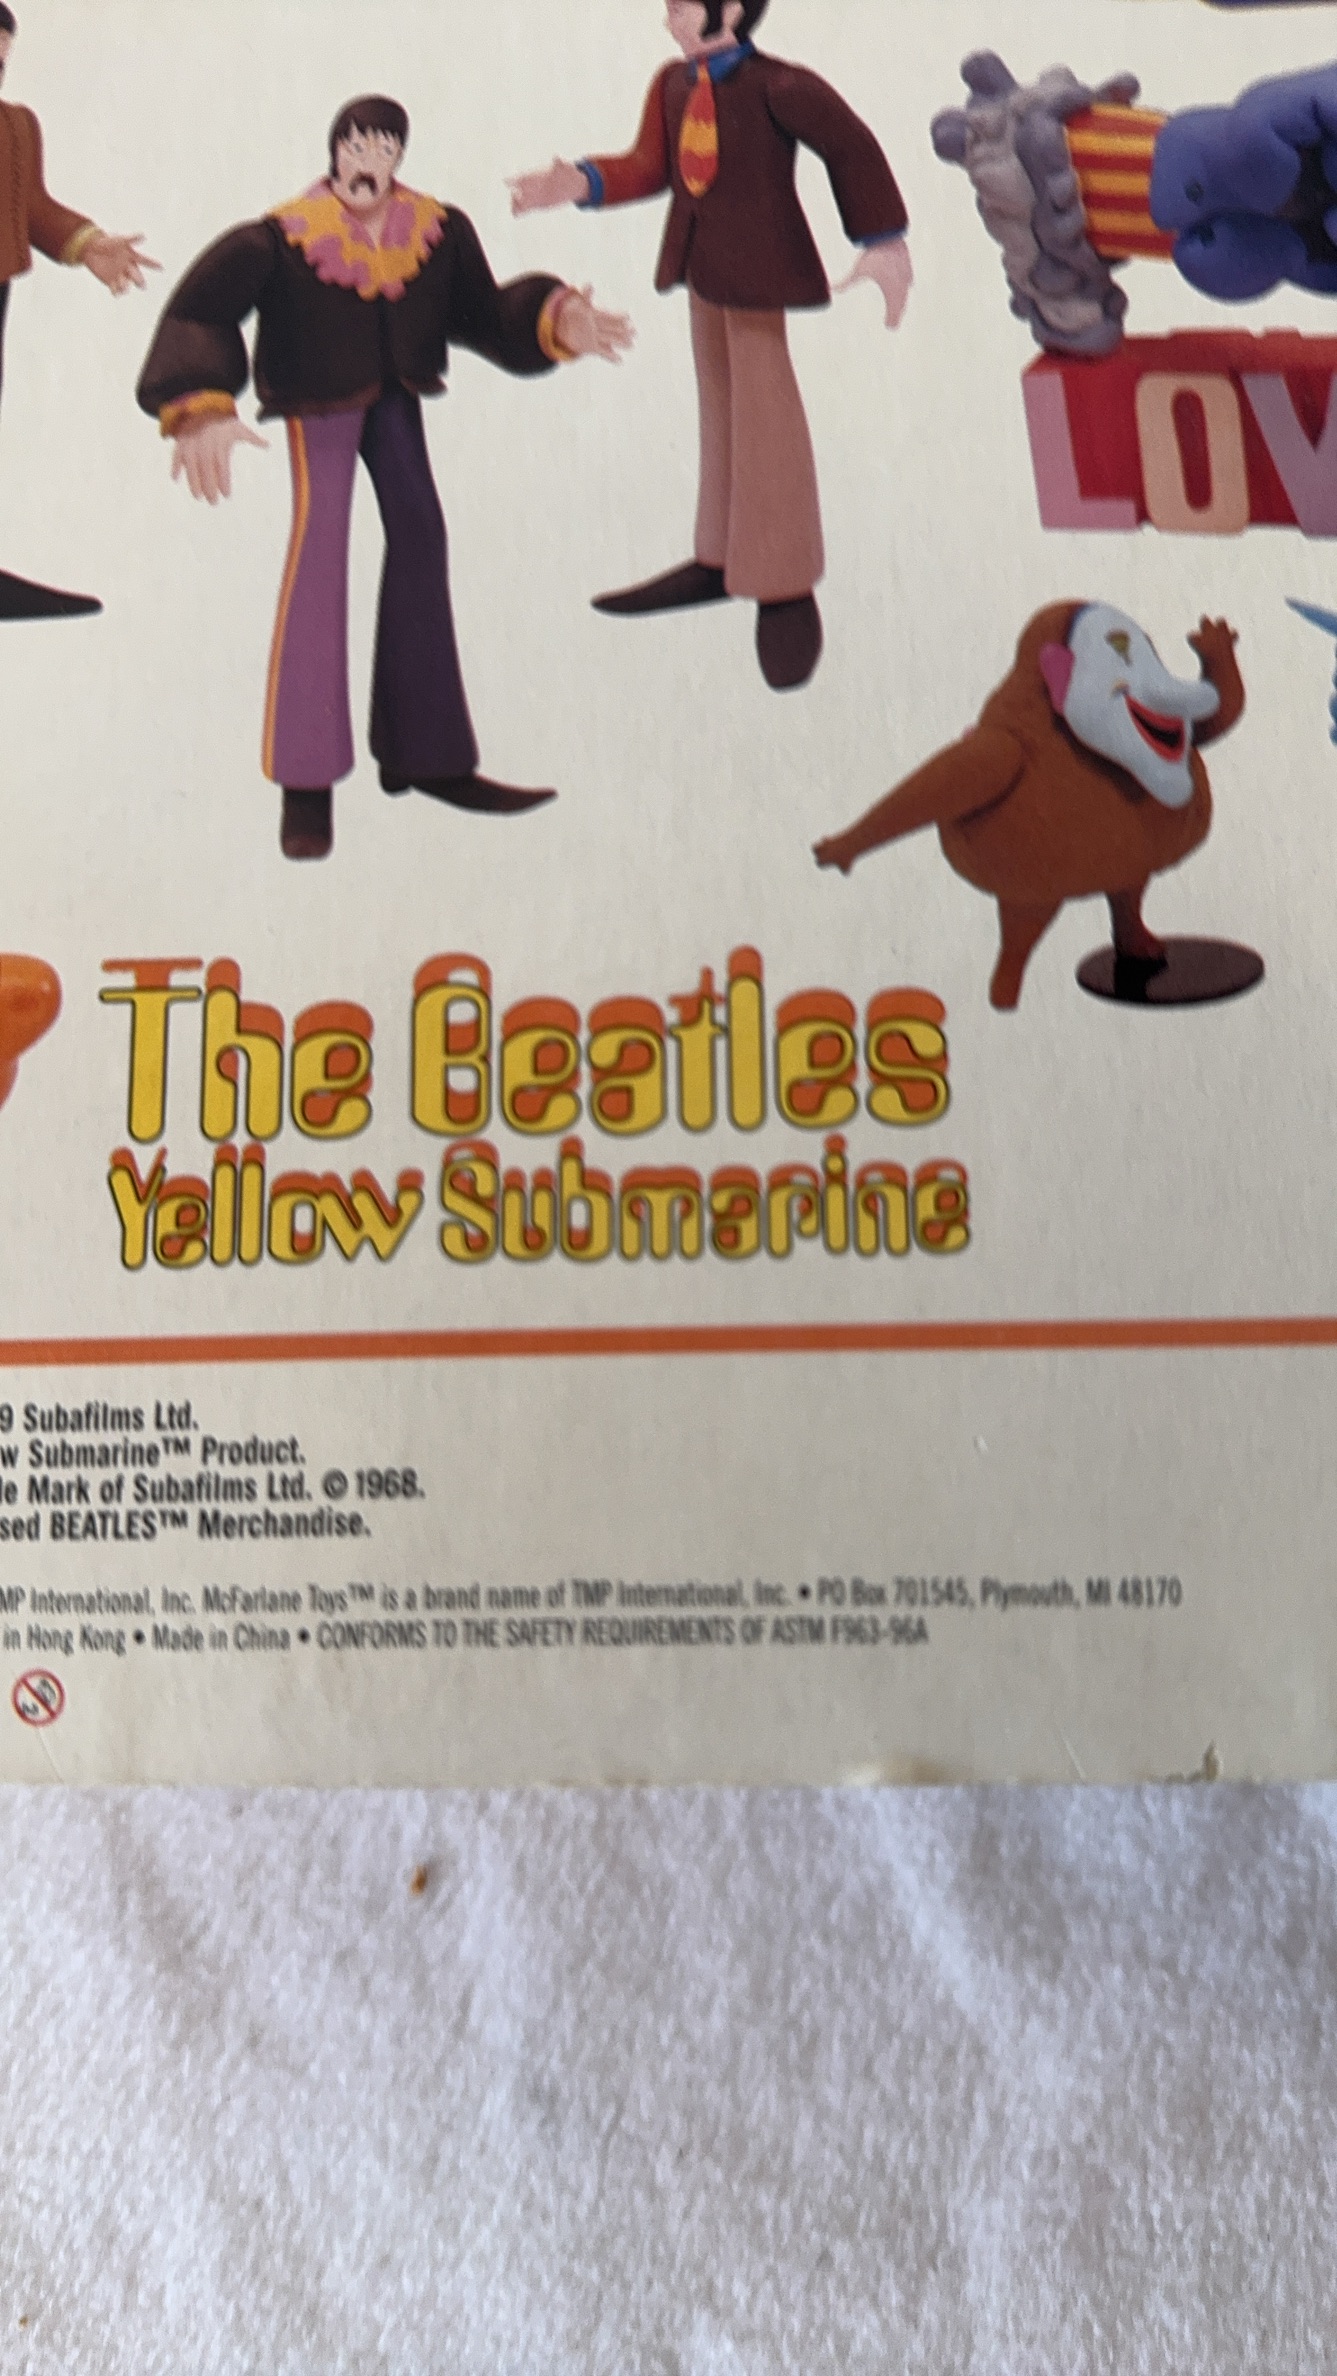 LOV
The Beatles
Yellow Submarine
9 Subafilms Ltd.
w Submarine™ Product.
le Mark of Subafilms Ltd. © 1968.
sed BEATLES™ Merchandise.
MP International, Inc. McFarlane Toys™ is a brand name of TMP International, Inc. • PO Box 701545, Plymouth, MI 48170
in Hong Kong • Made in China • CONFORMS TO THE SAFETY REQUIREMENTS OF ASTM F963-96A